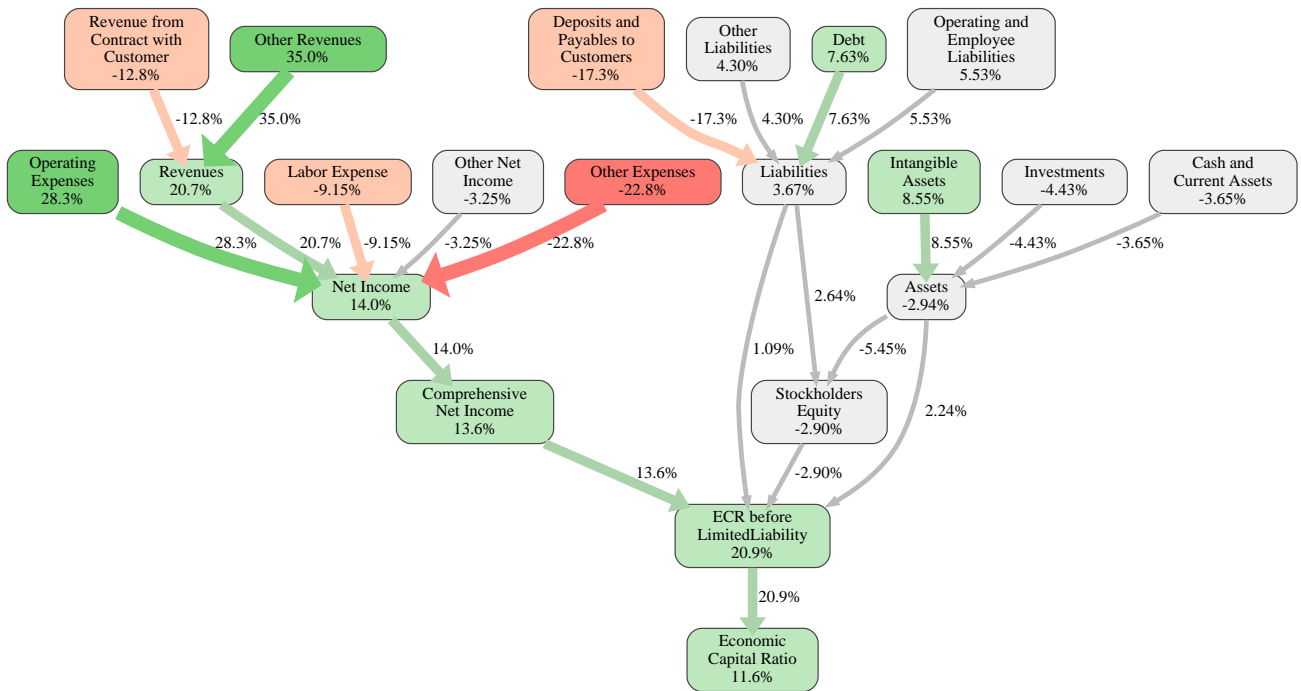 Revenue from
Contract with
Customer
-12.8%
Other Revenues
35.0%
Deposits and
Payables to
Customers
-17.3%
Other
Liabilities
4.30%
Debt
7.63%
Operating and
Employee
Liabilities
5.53%
-12.8%
35.0%
-17.3%
4.30%
7.63%
5.53%
Operating
Expenses
28.3%
Revenues
20.7%
Labor Expense
-9.15%
Other Net
Income
-3.25%
Other Expenses
-22.8%
Liabilities
3.67%
Intangible
Assets
8.55%
Investments
-4.43%
Cash and
Current Assets
-3.65%
28.3%
20.7%
-9.15%
-3.25%
-22.8%
8.55%
-4.43%
-3.65%
Net Income
14.0%
2.64%
Assets
-2.94%
14.0%
1.09%
-5.45%
Comprehensive
Net Income
13.6%
Stockholders
Equity
-2.90%
2.24%
13.6%
-2.90%
ECR before
LimitedLiability
20.9%
20.9%
Economic
Capital Ratio
11.6%